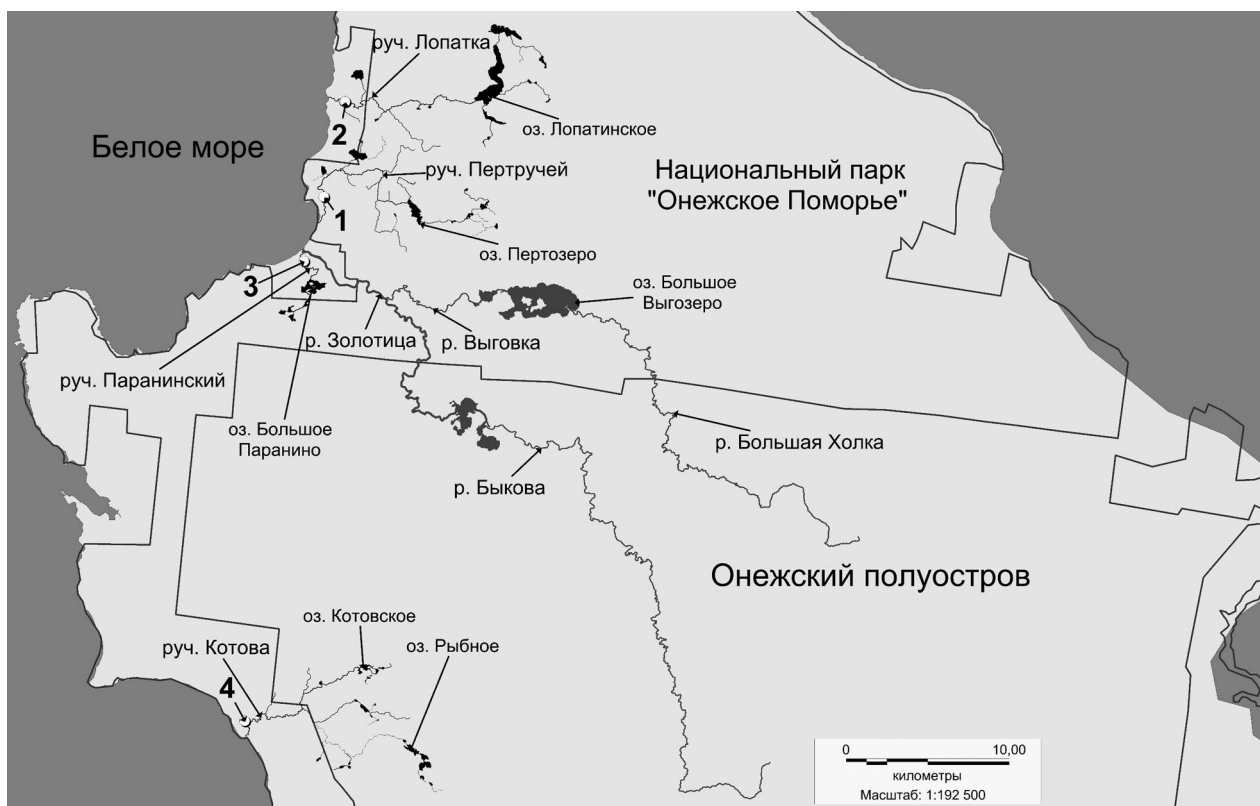 руч. Лопатка
2
оз. Лопатинское
Белое море
Национальный парк
"Онежское Поморье"
руч. Пертручей
1
оз. Пертозеро
3
оз. Большое
Выгозеро
р. Золотица
р. Выговка
руч. Паранинский
оз. Большое
Паранино
р. Большая Холка
р. Быкова
Онежский полуостров
оз. Котовское
руч. Котова
оз. Рыбное
4
0
10,00
километры
Масштаб: 1:192 500